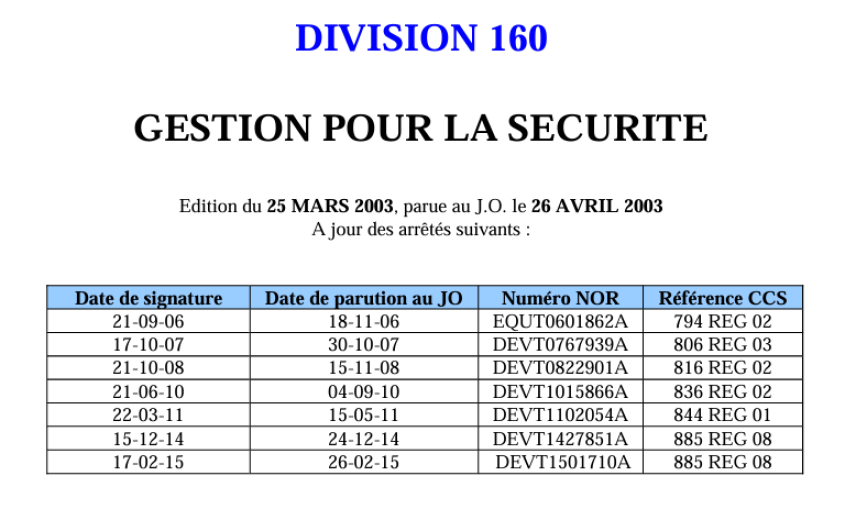 DIVISION 160
GESTION POUR LA SECURITE
Edition du 25 MARS 2003, parue au J.O. le 26 AVRIL 2003
A jour des arrêtés suivants :
Date de signature Date de parution au JO Numéro NOR Référence CCS
21-09-06 18-11-06 EQUT0601862A 794 REG 02
17-10-07 30-10-07 DEVT0767939A 806 REG 03
21-10-08 15-11-08 DEVT0822901A 816 REG 02
21-06-10 04-09-10 DEVT1015866A 836 REG 02
22-03-11 15-05-11 DEVT1102054A 844 REG 01
15-12-14 24-12-14 DEVT1427851A 885 REG 08
17-02-15 26-02-15 DEVT1501710A 885 REG 08